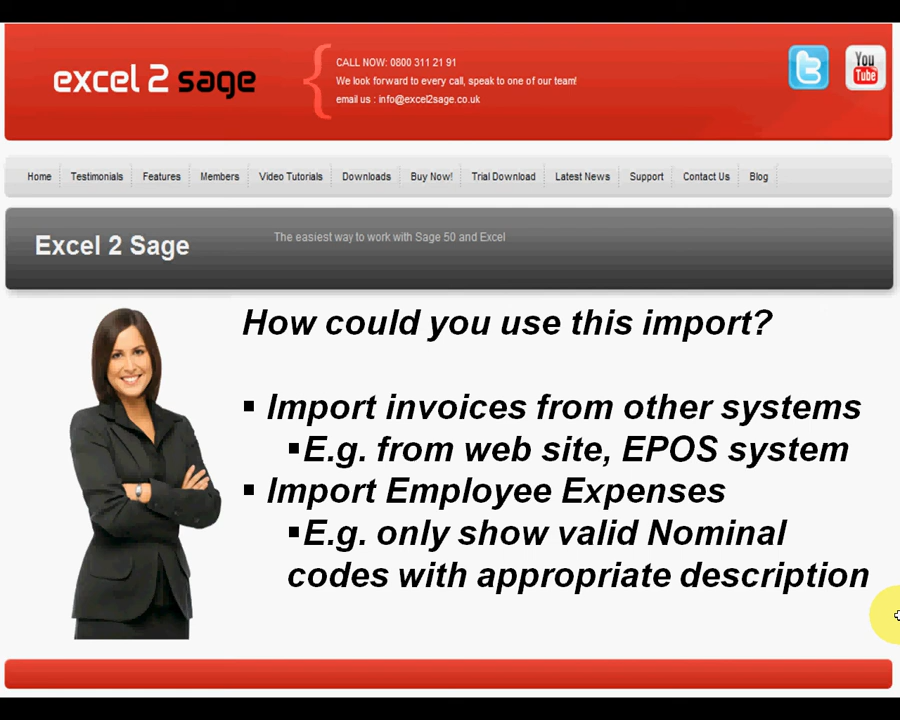 excel 2 sage
CALL NOW: 0800 311 21 91
We look forward to every call, speak to one of our team!
email us : info@excel2sage.co.uk
You
Tube
Home Testimonials Features Members Video Tutorials Downloads Buy Now! Trial Download Latest News Support Contact Us Blog
Excel 2 Sage
The easiest way to work with Sage 50 and Excel
How could you use this import?
▪ Import invoices from other systems
▪E.g. from web site, EPOS system
▪ Import Employee Expenses
▪E.g. only show valid Nominal
codes with appropriate description